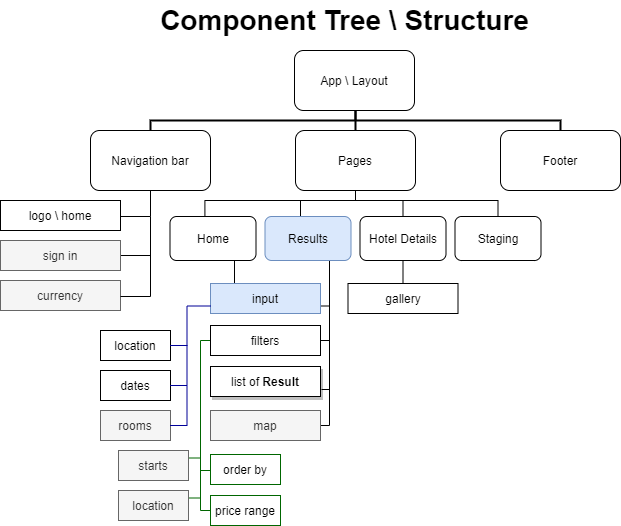 Component Tree \ Structure
App \ Layout
Navigation bar
Pages
Footer
logo \ home
sign in
currency
Home
Results
Hotel Details
Staging
input
gallery
location
filters
dates
list of Result
rooms
map
starts
order by
location
price range